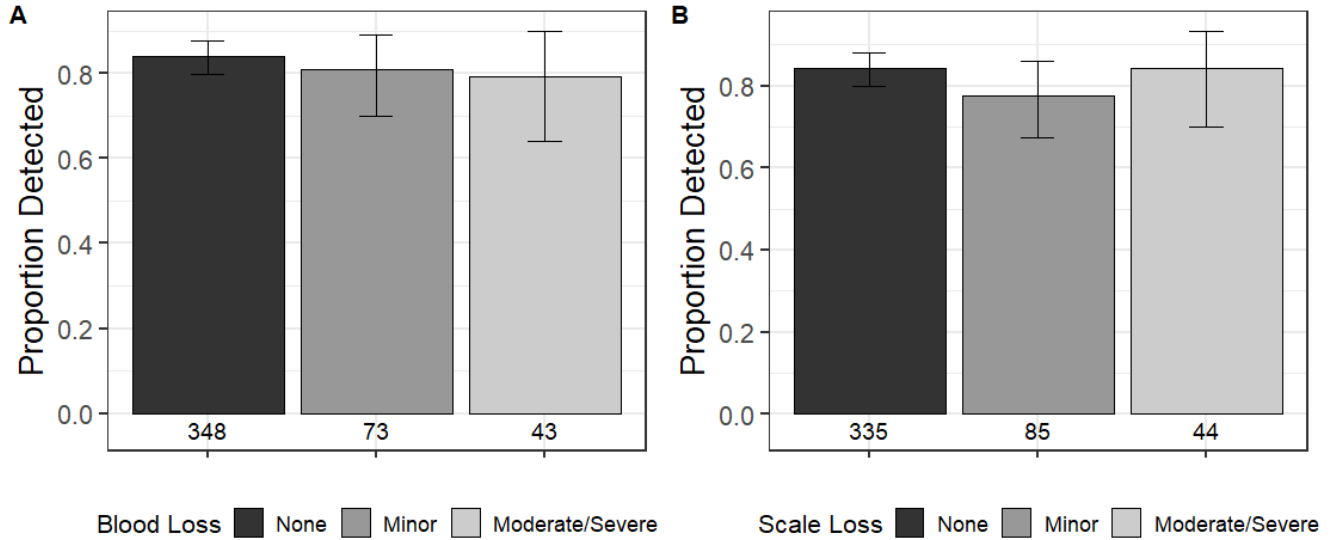 A
Proportion Detected
0.8
0.6
0.4
0.2
0.0
348 73 43
Blood Loss None Minor Moderate/Severe
B
Proportion Detected
0.8
0.6
0.4
0.2
0.0
335 85 44
Scale Loss None Minor Moderate/Severe